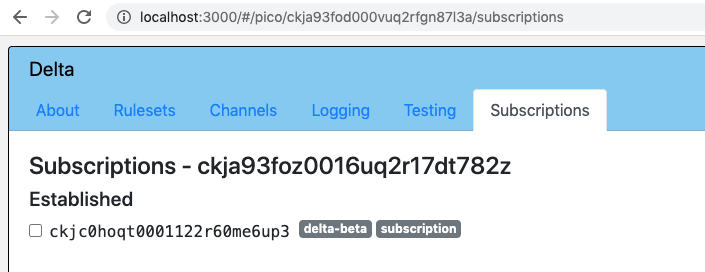 localhost:3000/#/pico/ckja93fod000vuq2rfgn87l3a/subscriptions
Delta
About Rulesets Channels Logging Testing Subscriptions
Subscriptions - ckja93foz0016uq2r17dt782z
Established
ckjc0hoqt0001122r60me6up3 delta-beta subscription